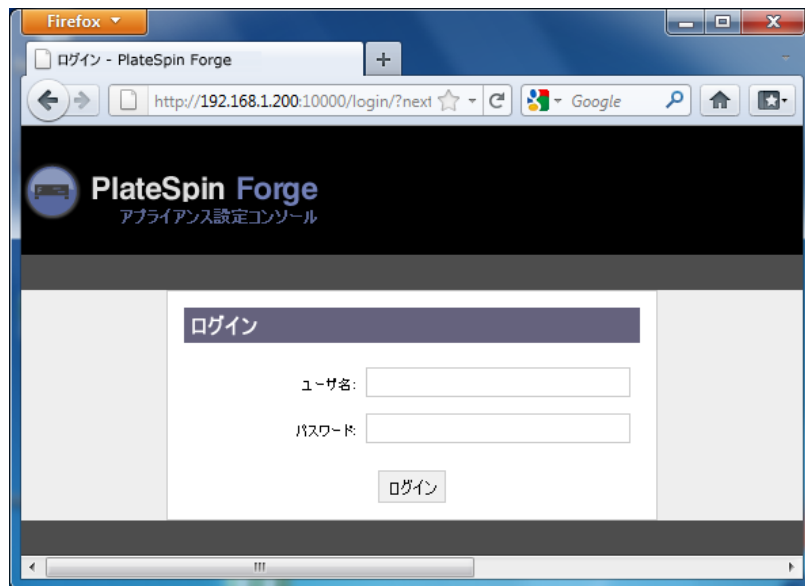 Firefox
ログイン - PlateSpin Forge
http://192.168.1.200:10000/login/?next
Google
PlateSpin Forge
アプライアンス設定コンソール
ログイン
ユーザ名:
パスワード:
ログイン